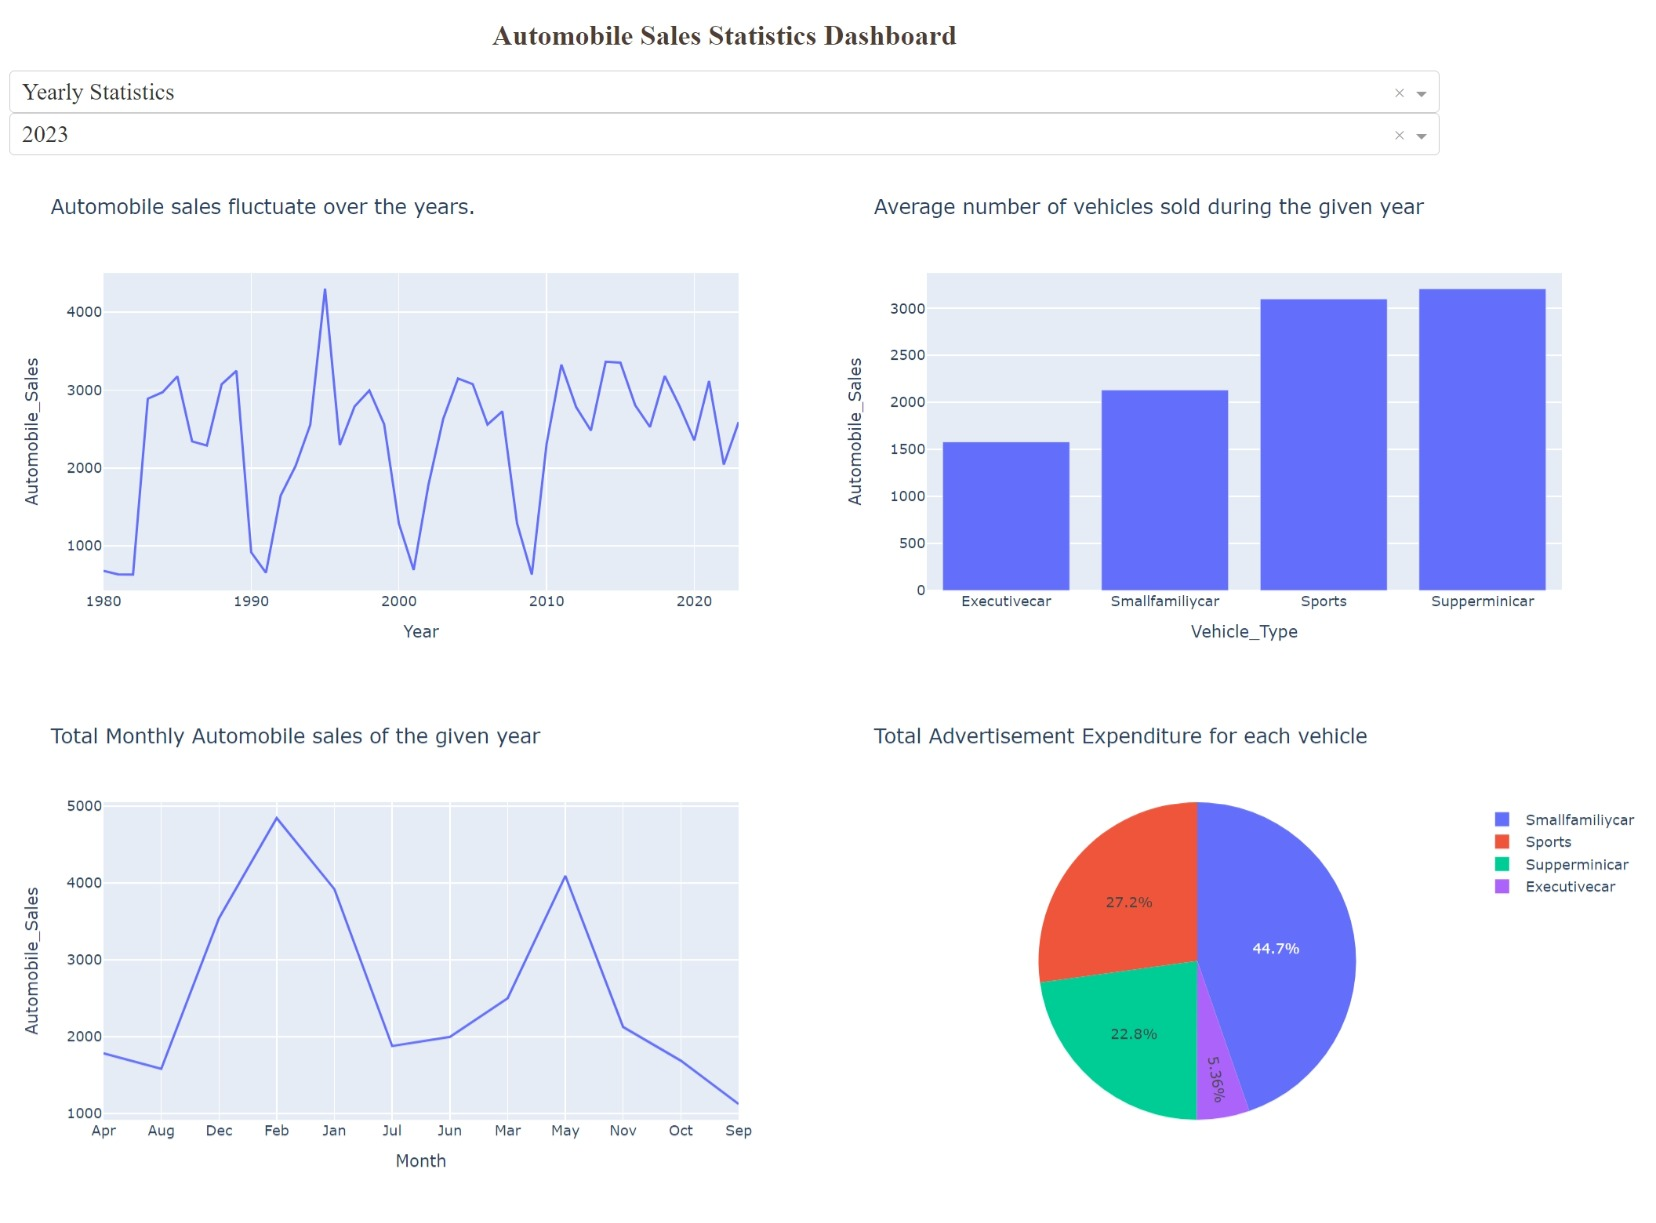 Automobile Sales Statistics Dashboard
Yearly Statistics
×
2023
×
Automobile sales fluctuate over the years.
4000
3000
2000
1000
Automobile_Sales
1980 1990 2000 2010 2020
Year
Average number of vehicles sold during the given year
3000
2500
2000
1500
1000
500
0
Automobile_Sales
Executivecar Smallfamiliycar Sports Supperminicar
Vehicle_Type
Total Monthly Automobile sales of the given year
5000
4000
3000
2000
1000
Automobile_Sales
Apr Aug Dec Feb Jan Jul Jun Mar May Nov Oct Sep
Month
Total Advertisement Expenditure for each vehicle
27.2%
44.7%
22.8%
5.36%
Smallfamiliycar
Sports
Supperminicar
Executivecar